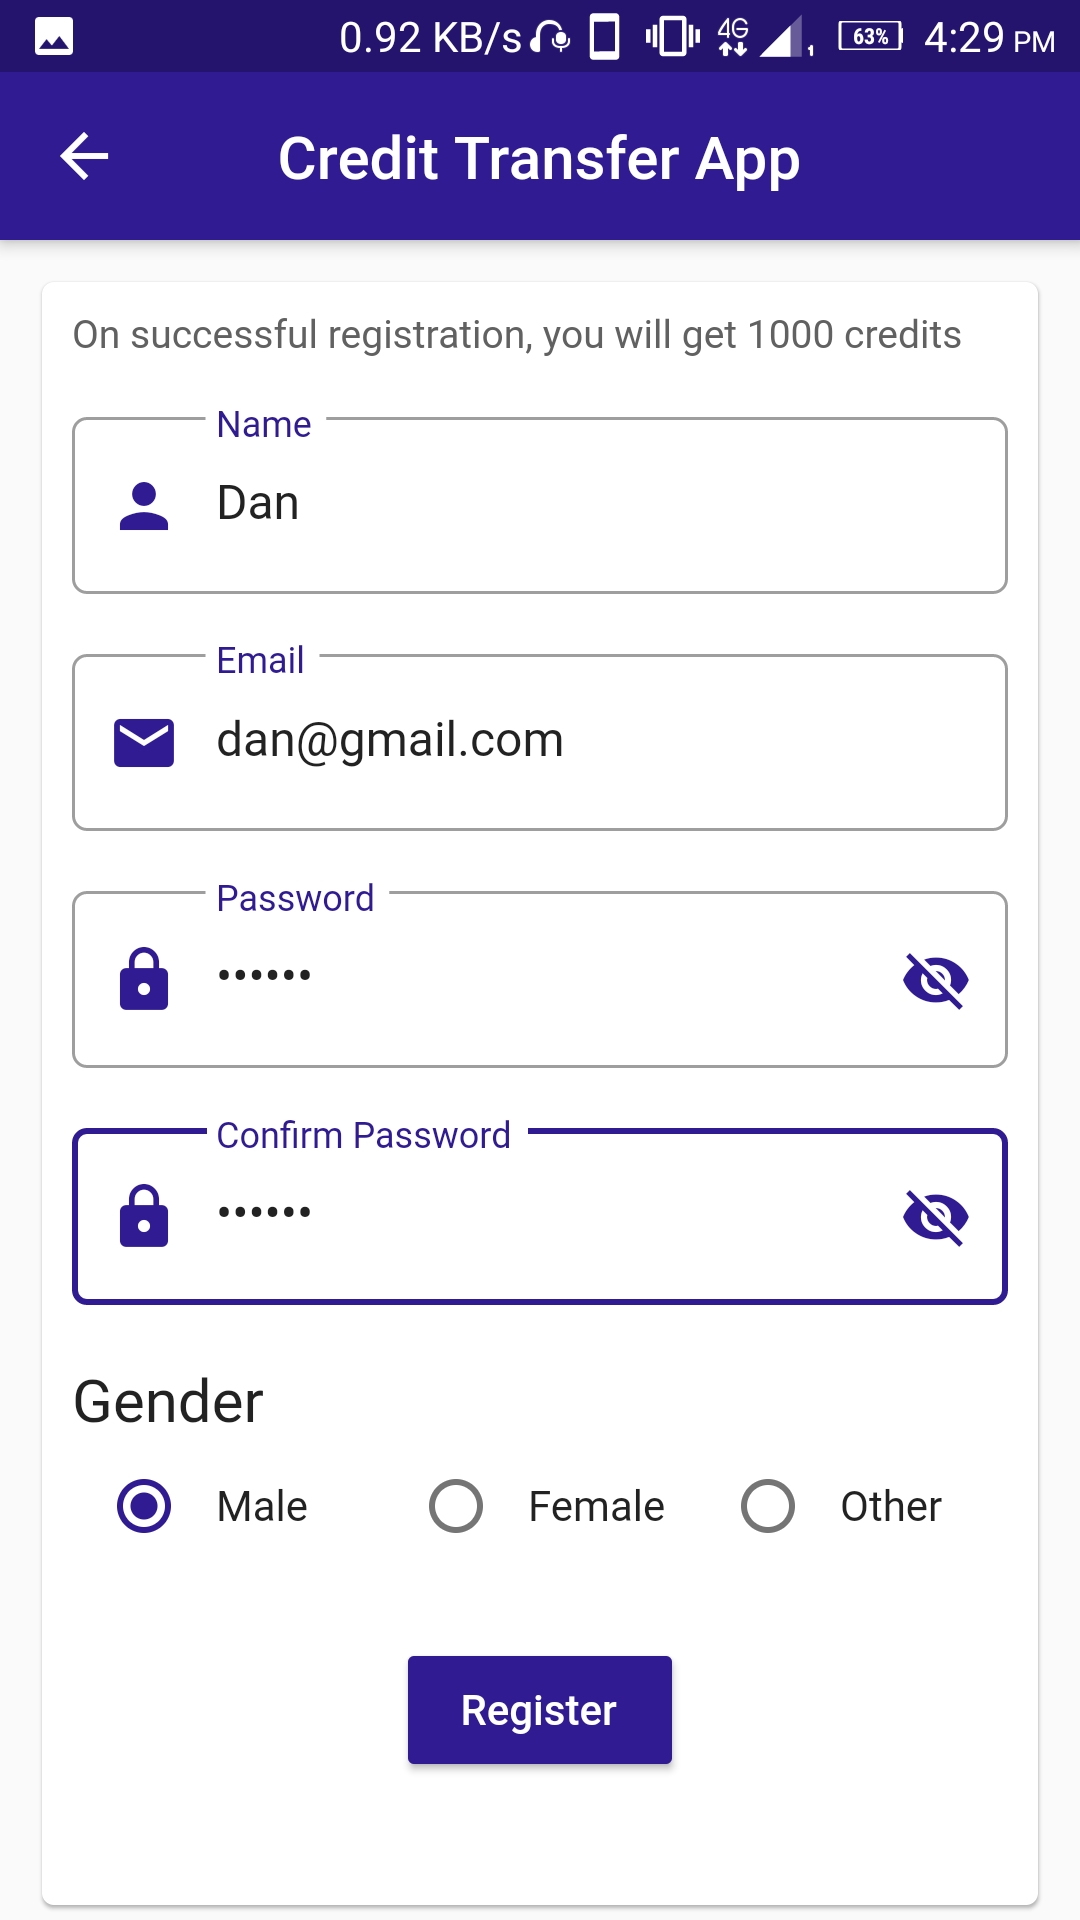 0.92 KB/s 4G 1 63% 4:29 PM
Credit Transfer App
On successful registration, you will get 1000 credits
Name
Dan
Email
dan@gmail.com
Password
••••••
Confirm Password
••••••
Gender
Male Female Other
Register